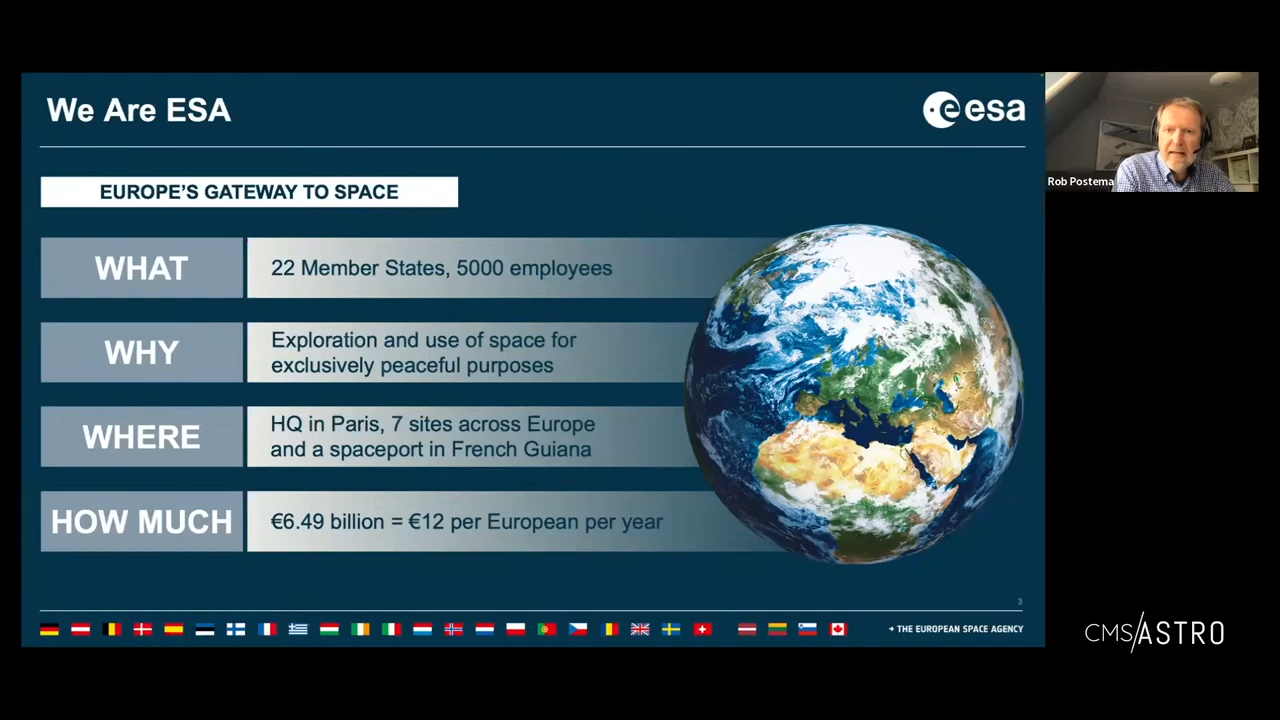 We Are ESA
esa
EUROPE'S GATEWAY TO SPACE
WHAT
22 Member States, 5000 employees
WHY
Exploration and use of space for
exclusively peaceful purposes
WHERE
HQ in Paris, 7 sites across Europe
and a spaceport in French Guiana
HOW MUCH
€6.49 billion = €12 per European per year
3
→ THE EUROPEAN SPACE AGENCY
Rob Postema
CMS/ASTRO